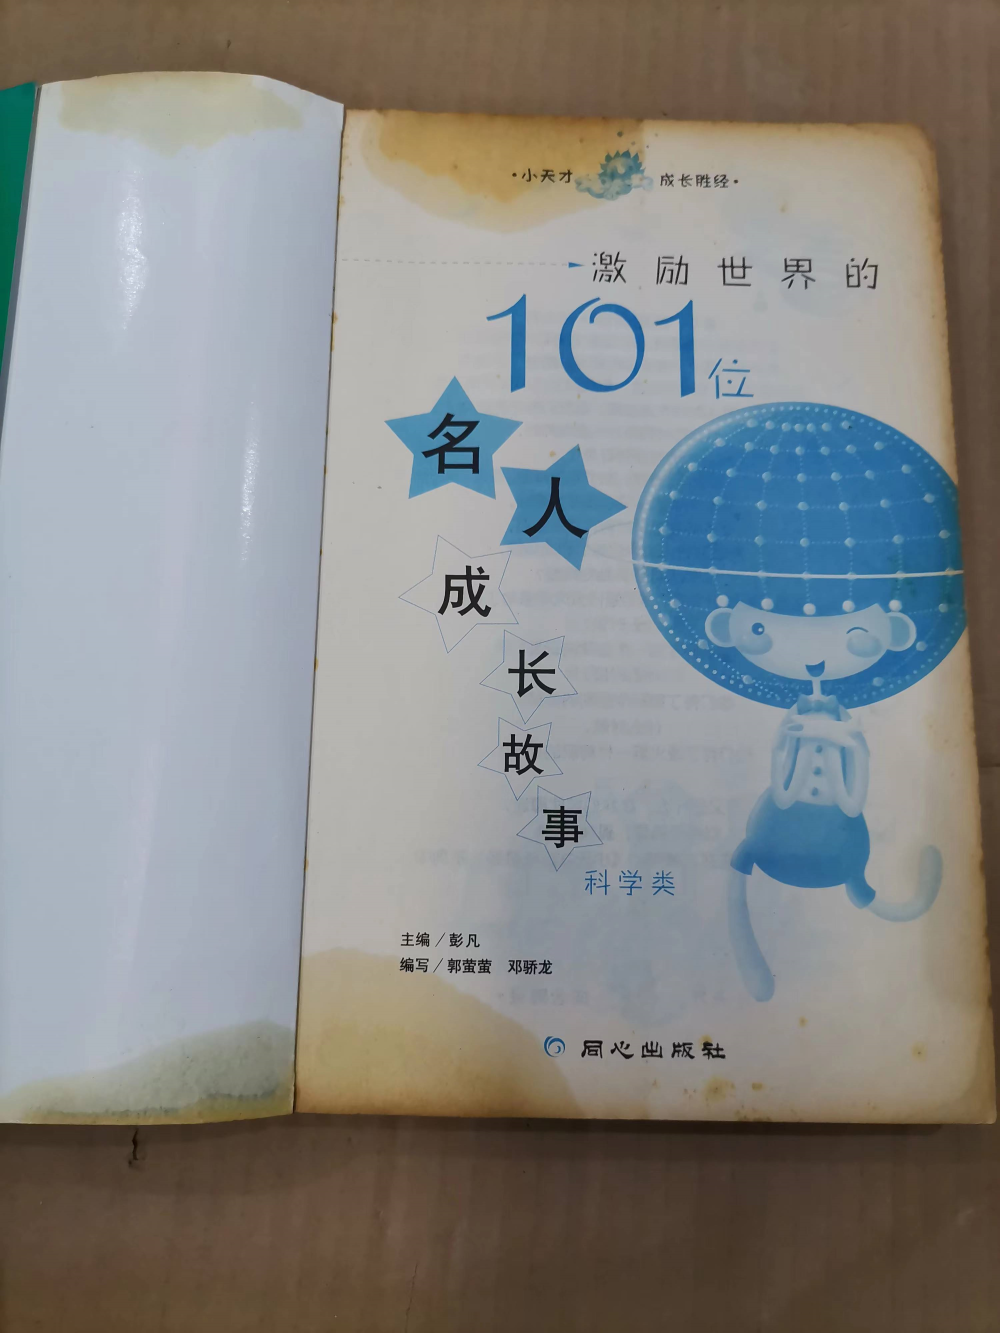 ·小天才 成长胜经·
激励世界的
101位
名
人
成
长
故
事
科学类
主编／彭凡
编写／郭萤萤 邓骄龙
同心出版社